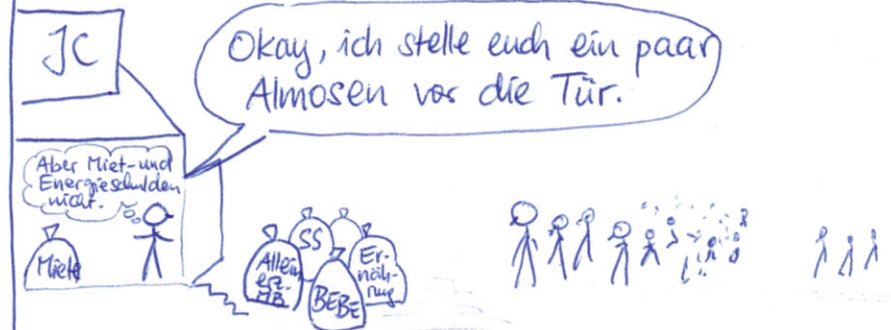 JC
Okay, ich stelle euch ein paar
Almosen vor die Tür.
Aber Miet- und
Energieschulden
nicht.
Miete
SS
Allein
erz.
MB
BEBE
Er-
näh-
rung